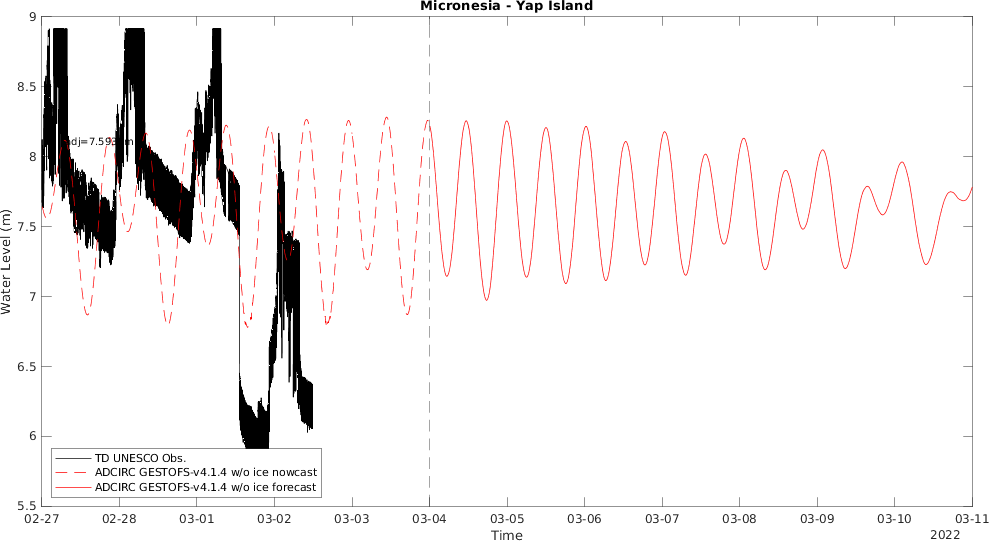 Micronesia - Yap Island
9
8.5
8
7.5
7
6.5
6
5.5
Water Level (m)
TD UNESCO Obs.
ADCIRC GESTOFS-v4.1.4 w/o ice nowcast
ADCIRC GESTOFS-v4.1.4 w/o ice forecast
02-27 02-28 03-01 03-02 03-03 03-04 03-05 03-06 03-07 03-08 03-09 03-10 03-11
Time
2022